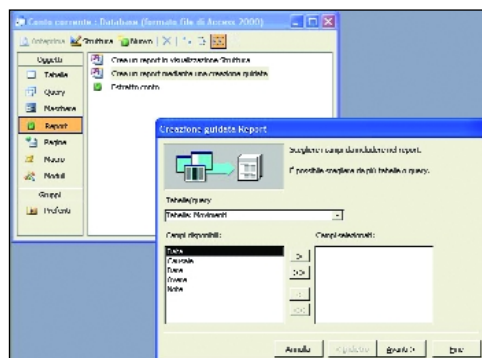 Conto corrente : Database (formato file di Access 2000)
Anteprima Struttura Nuovo
Oggetti
Tabelle
Query
Maschere
Report
Pagine
Macro
Moduli
Gruppi
Preferiti
Crea un report in visualizzazione Struttura
Crea un report mediante una creazione guidata
Estratto conto
Creazione guidata Report
Scegliere i campi da includere nel report.
È possibile scegliere da più tabelle o query.
Tabelle/query
Tabella: Movimenti
Campi disponibili:
Campi selezionati:
Data
Causale
Dare
Avere
Note
>
>>
<
<<
Annulla < Indietro Avanti > Fine